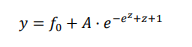 y = f₀ + A · e^(−e^z+z+1)